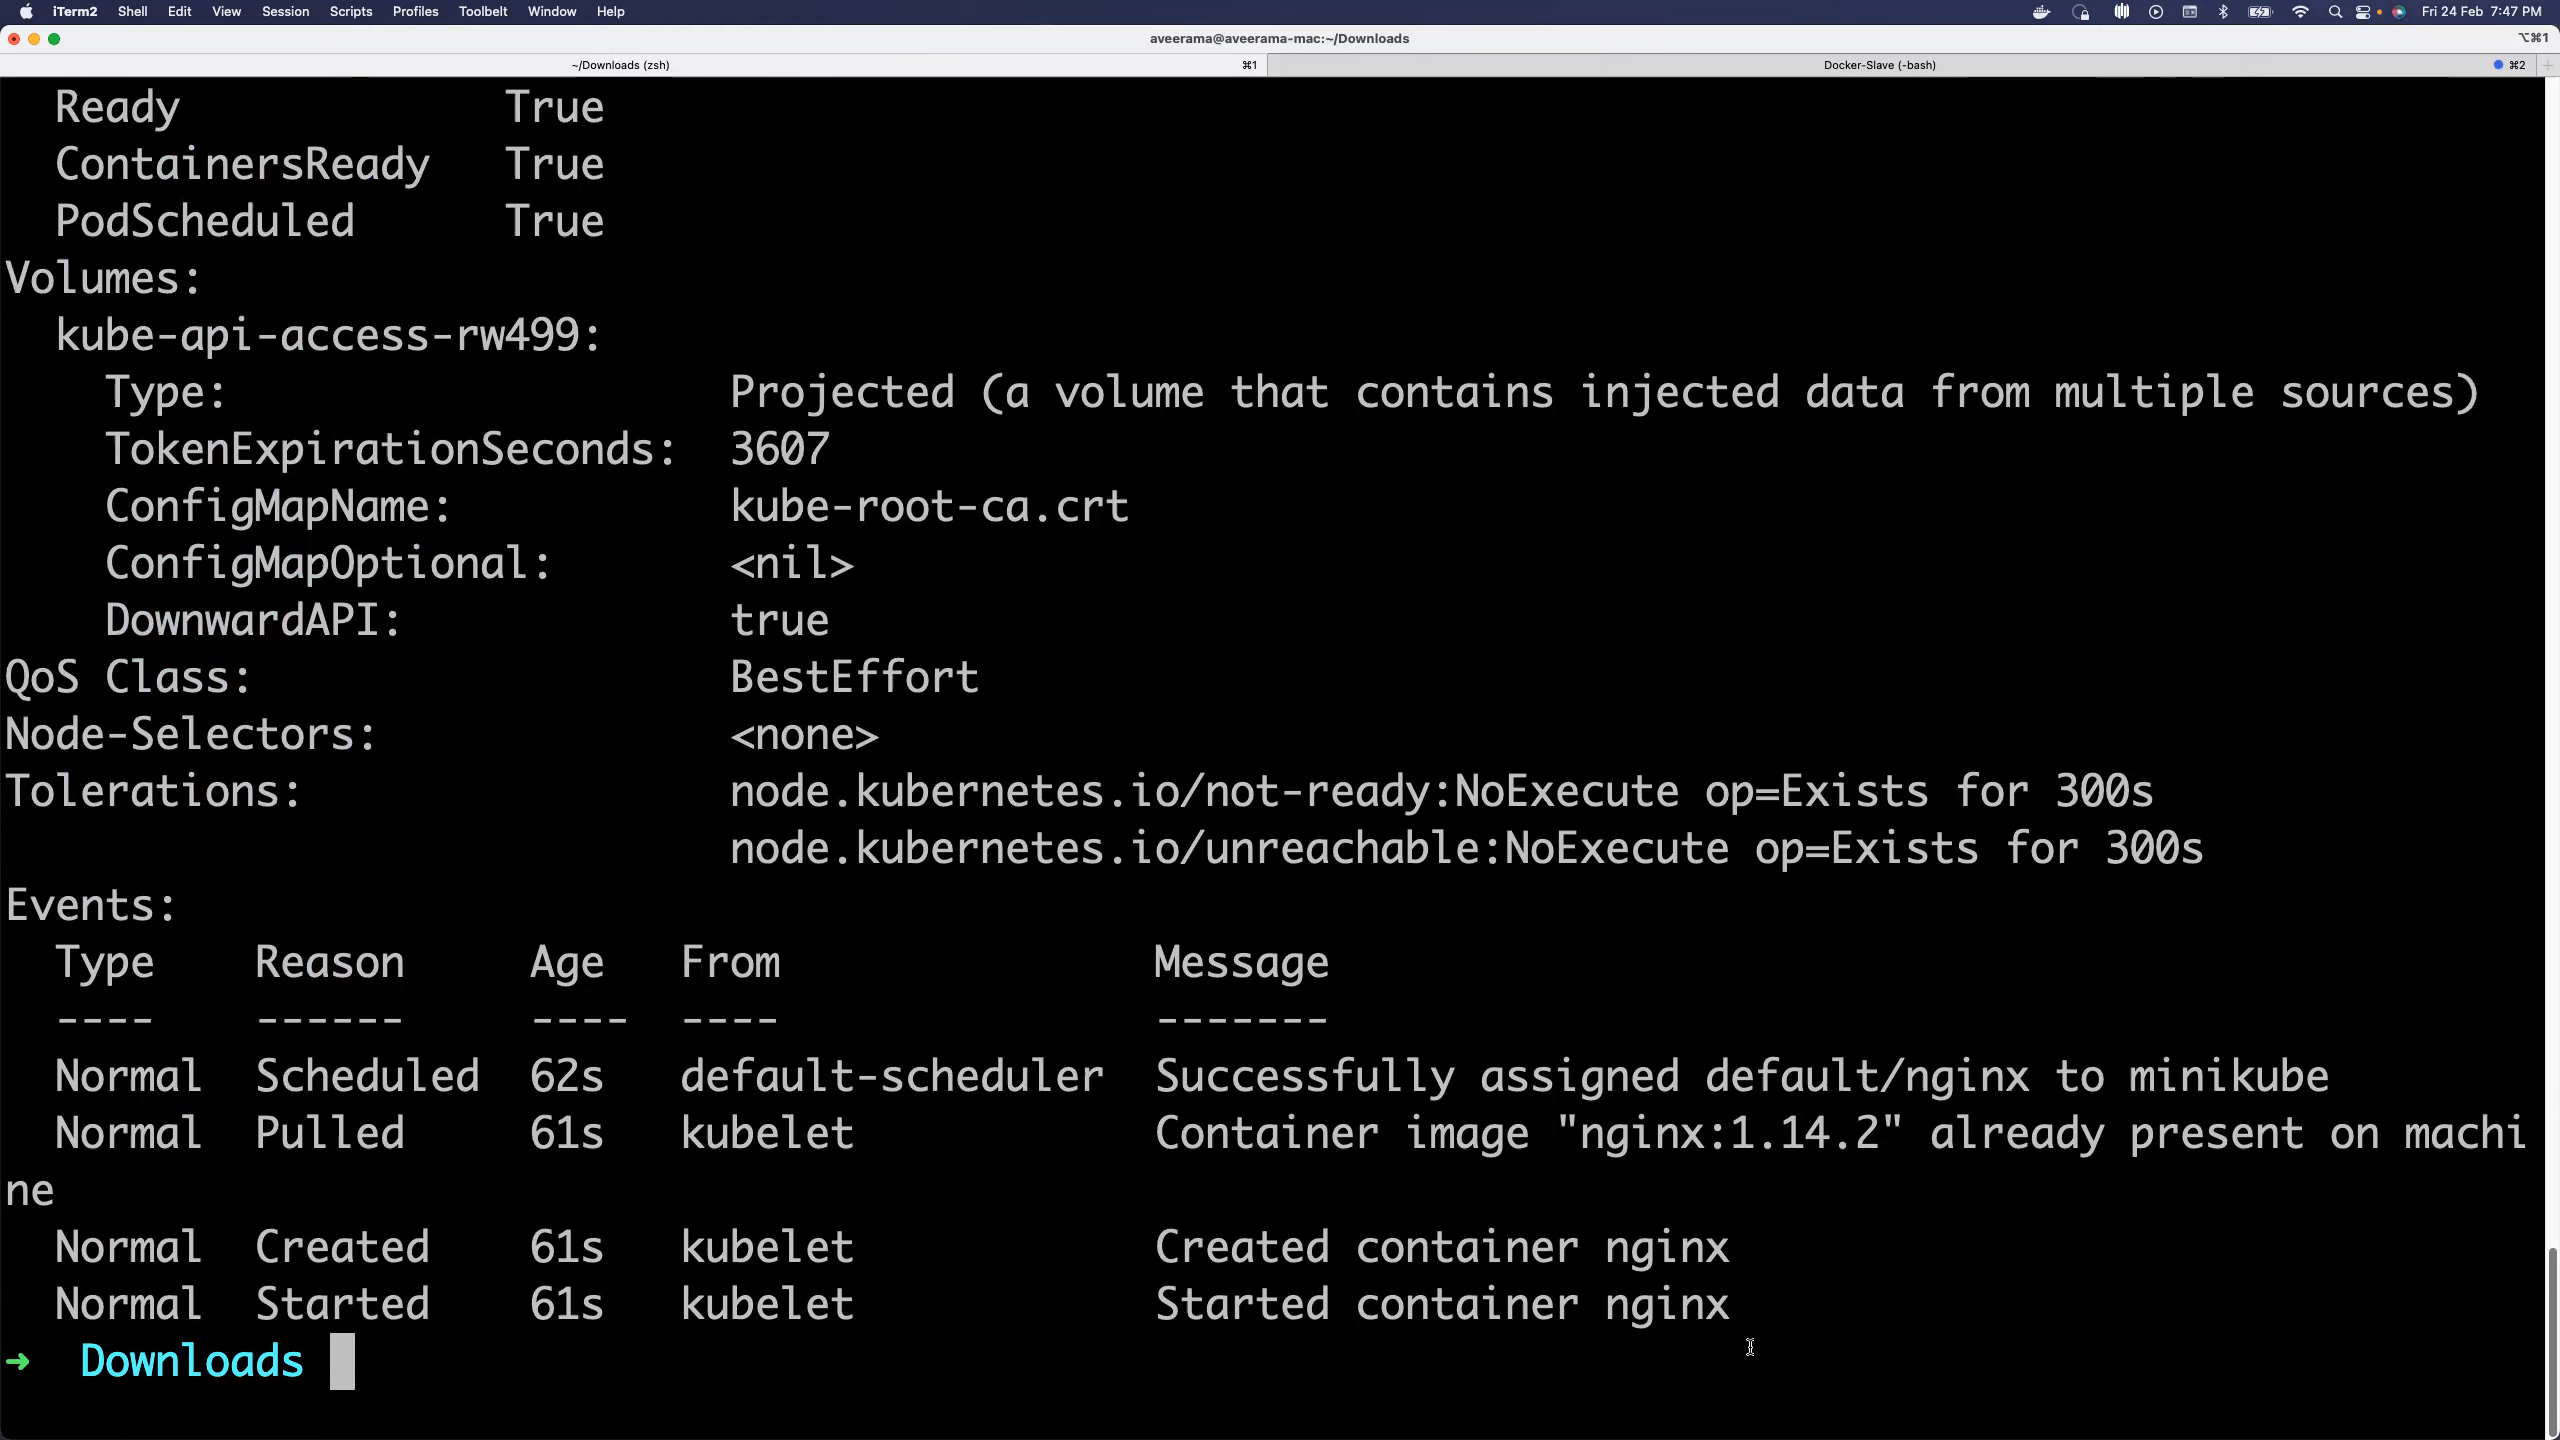 iTerm2 Shell Edit View Session Scripts Profiles Toolbelt Window Help Fri 24 Feb 7:47 PM
aveerama@aveerama-mac:~/Downloads ⌥⌘1
~/Downloads (zsh) ⌘1 Docker-Slave (-bash) ⌘2
Ready True
ContainersReady True
PodScheduled True
Volumes:
kube-api-access-rw499:
Type: Projected (a volume that contains injected data from multiple sources)
TokenExpirationSeconds: 3607
ConfigMapName: kube-root-ca.crt
ConfigMapOptional: <nil>
DownwardAPI: true
QoS Class: BestEffort
Node-Selectors: <none>
Tolerations: node.kubernetes.io/not-ready:NoExecute op=Exists for 300s
node.kubernetes.io/unreachable:NoExecute op=Exists for 300s
Events:
Type Reason Age From Message
---- ------ ---- ---- -------
Normal Scheduled 62s default-scheduler Successfully assigned default/nginx to minikube
Normal Pulled 61s kubelet Container image "nginx:1.14.2" already present on machi
ne
Normal Created 61s kubelet Created container nginx
Normal Started 61s kubelet Started container nginx
➜ Downloads